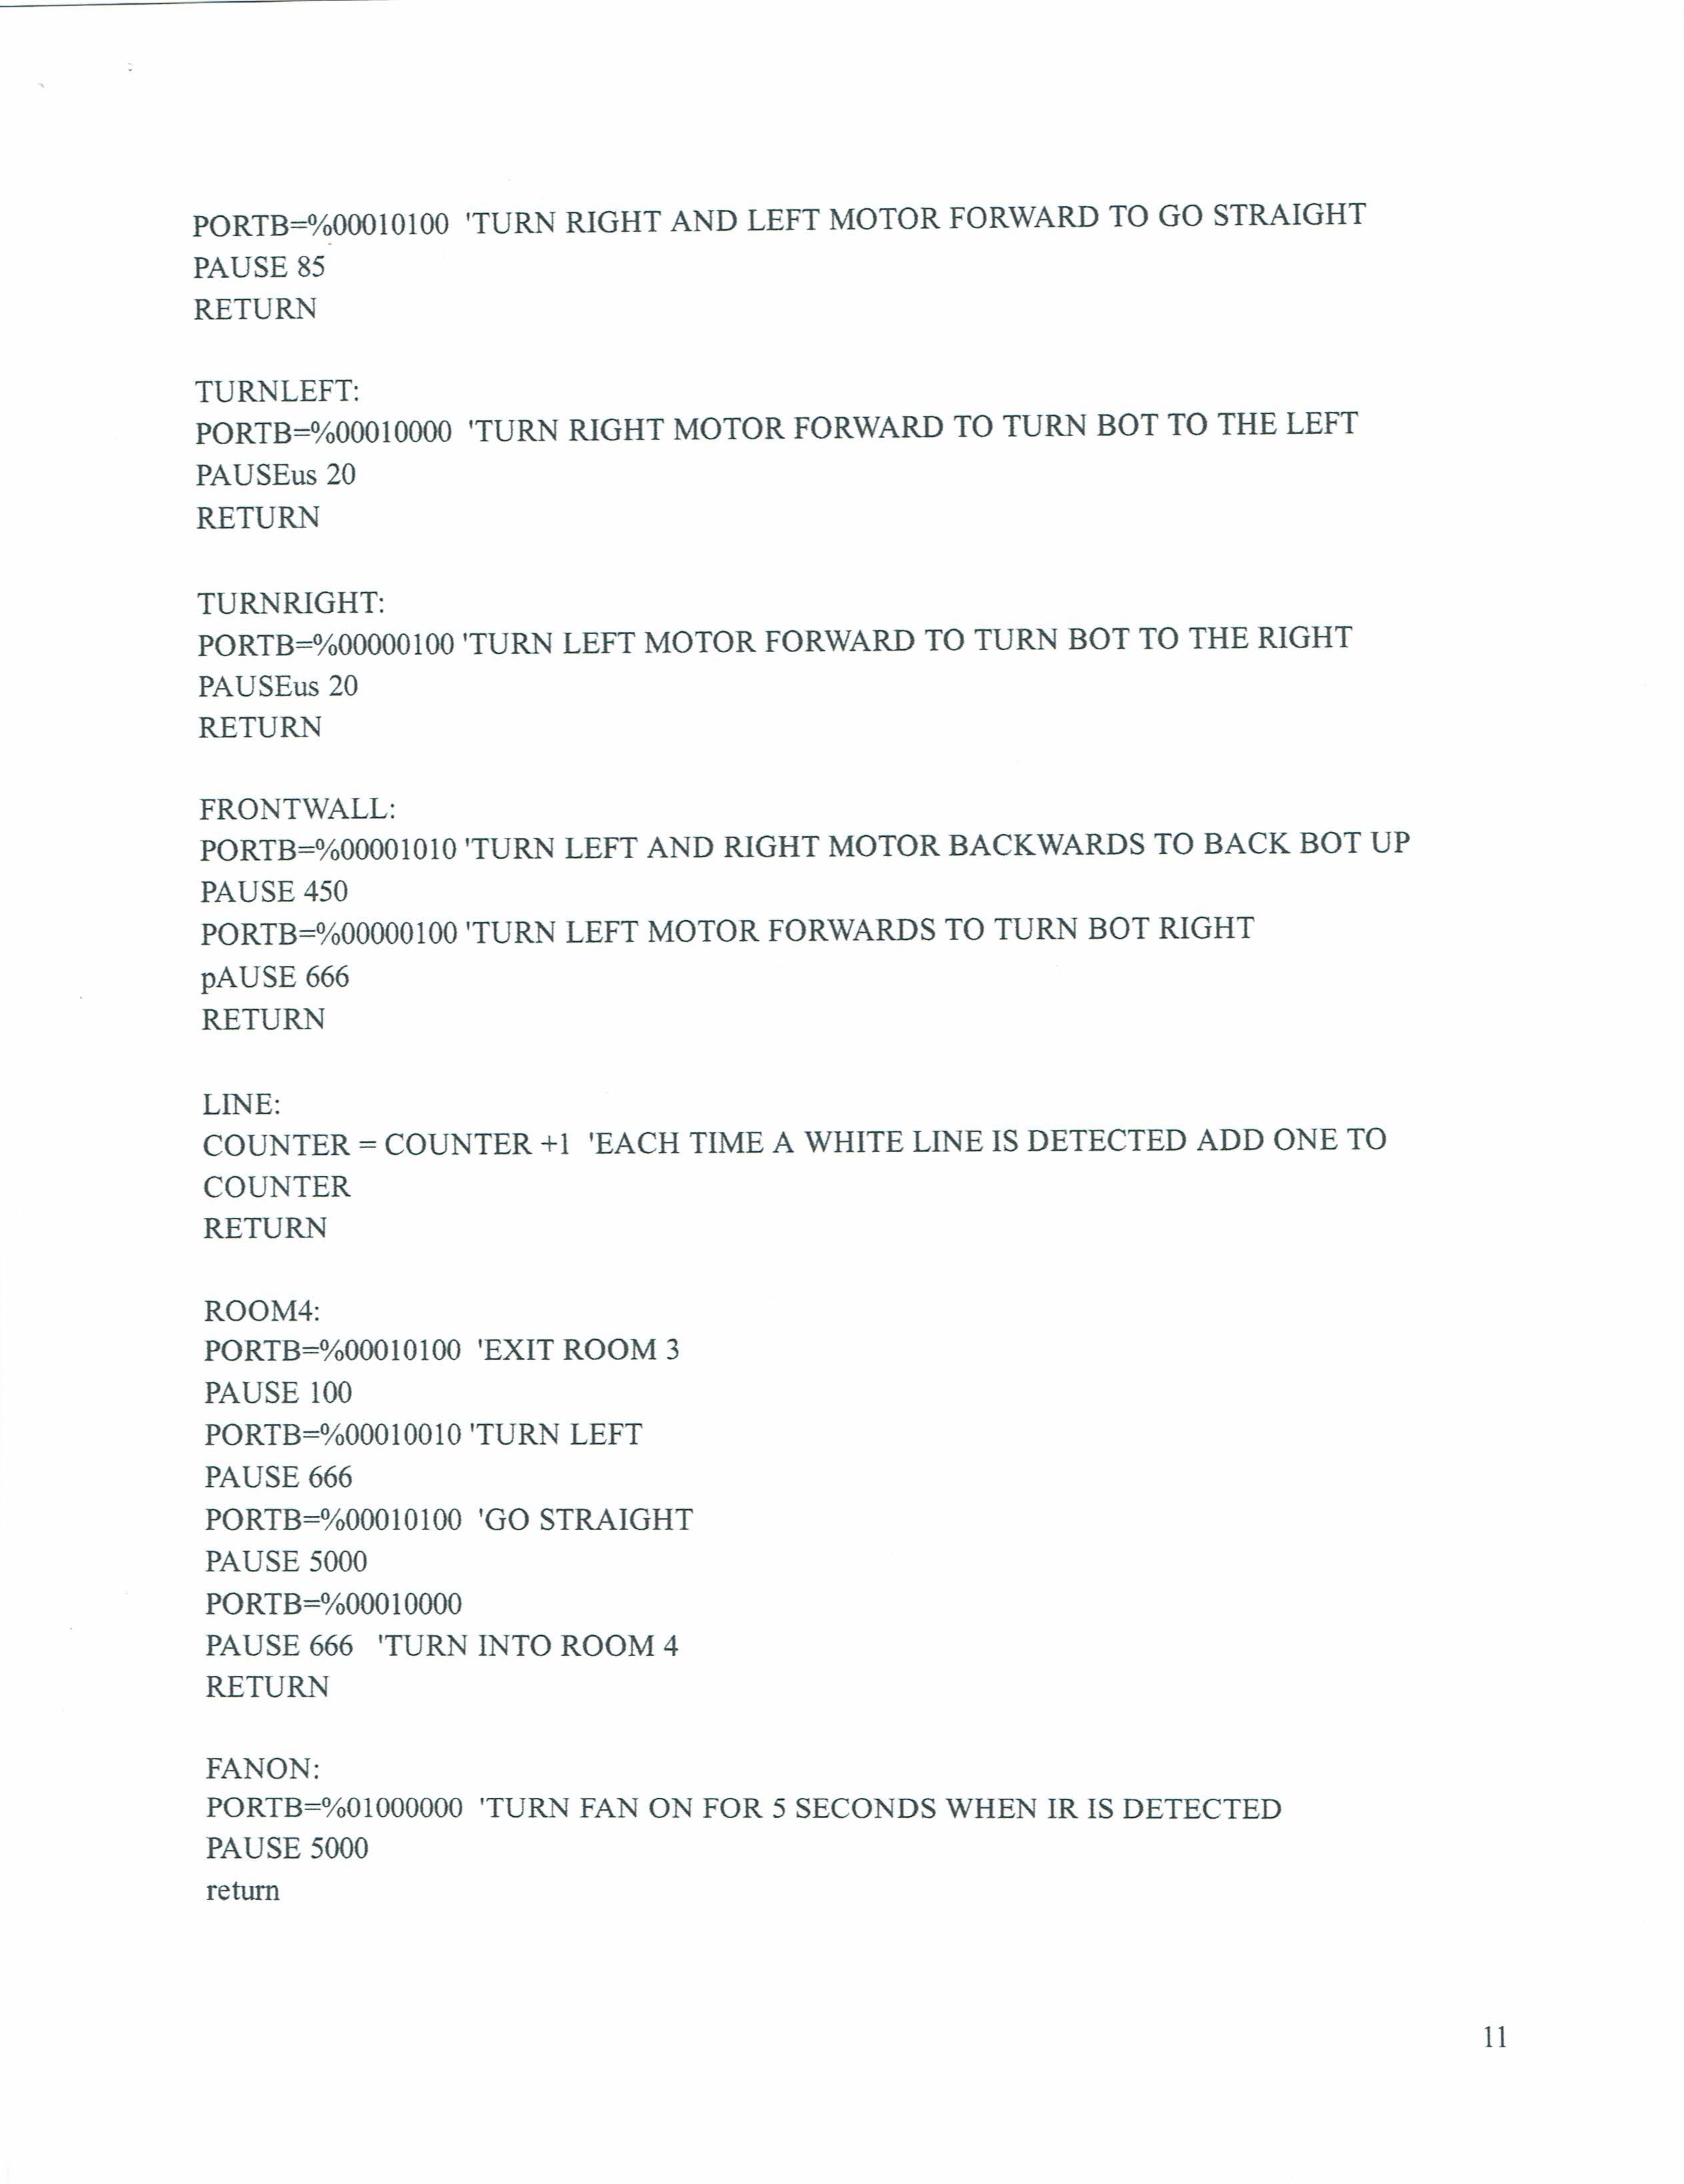 PORTB=%00010100  'TURN RIGHT AND LEFT MOTOR FORWARD TO GO STRAIGHT
PAUSE 85
RETURN
TURNLEFT:
PORTB=%00010000  'TURN RIGHT MOTOR FORWARD TO TURN BOT TO THE LEFT
PAUSEus 20
RETURN
TURNRIGHT:
PORTB=%00000100 'TURN LEFT MOTOR FORWARD TO TURN BOT TO THE RIGHT
PAUSEus 20
RETURN
FRONTWALL:
PORTB=%00001010 'TURN LEFT AND RIGHT MOTOR BACKWARDS TO BACK BOT UP
PAUSE 450
PORTB=%00000100 'TURN LEFT MOTOR FORWARDS TO TURN BOT RIGHT
pAUSE 666
RETURN
LINE:
COUNTER = COUNTER +1  'EACH TIME A WHITE LINE IS DETECTED ADD ONE TO
COUNTER
RETURN
ROOM4:
PORTB=%00010100  'EXIT ROOM 3
PAUSE 100
PORTB=%00010010 'TURN LEFT
PAUSE 666
PORTB=%00010100  'GO STRAIGHT
PAUSE 5000
PORTB=%00010000
PAUSE 666   'TURN INTO ROOM 4
RETURN
FANON:
PORTB=%01000000  'TURN FAN ON FOR 5 SECONDS WHEN IR IS DETECTED
PAUSE 5000
return
11